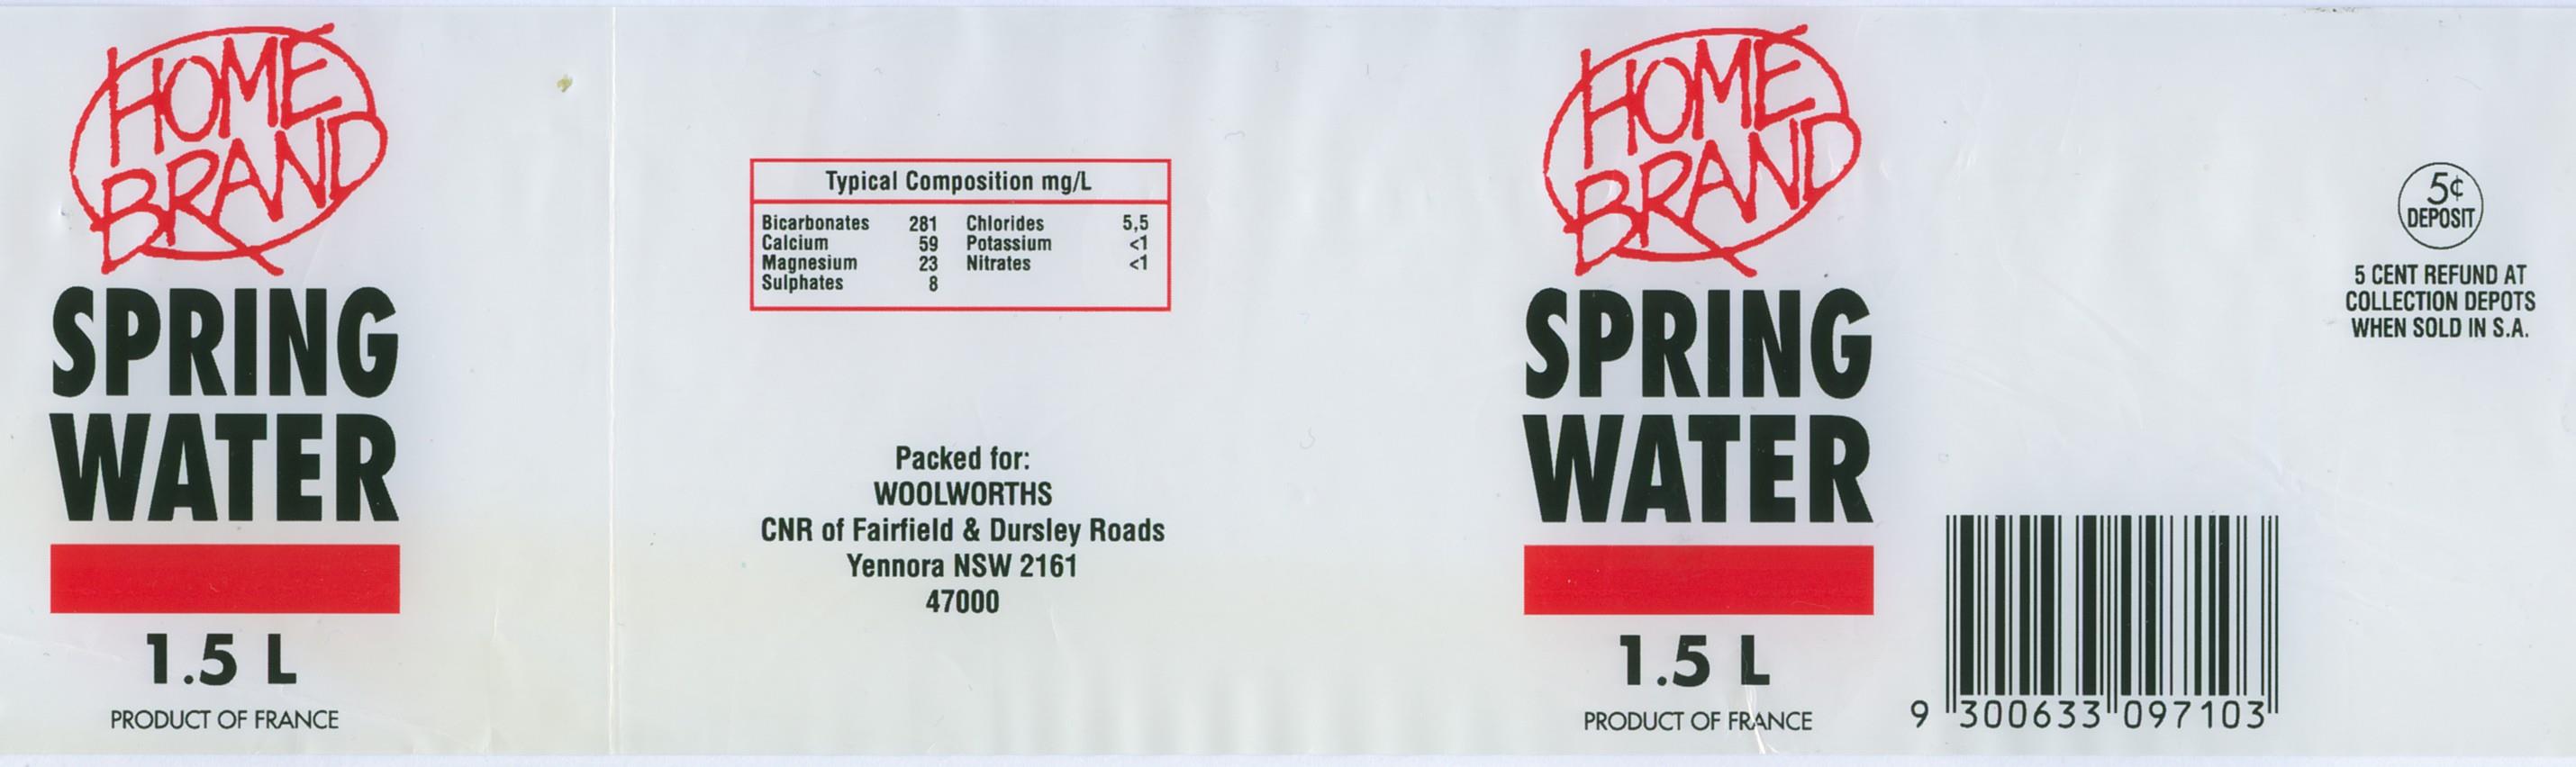 HOME
BRAND
SPRING
WATER
1.5 L
PRODUCT OF FRANCE
Typical Composition mg/L
Bicarbonates 281 Chlorides 5,5
Calcium 59 Potassium <1
Magnesium 23 Nitrates <1
Sulphates 8
Packed for:
WOOLWORTHS
CNR of Fairfield & Dursley Roads
Yennora NSW 2161
47000
HOME
BRAND
SPRING
WATER
1.5 L
PRODUCT OF FRANCE
9 300633 097103
5¢
DEPOSIT
5 CENT REFUND AT
COLLECTION DEPOTS
WHEN SOLD IN S.A.